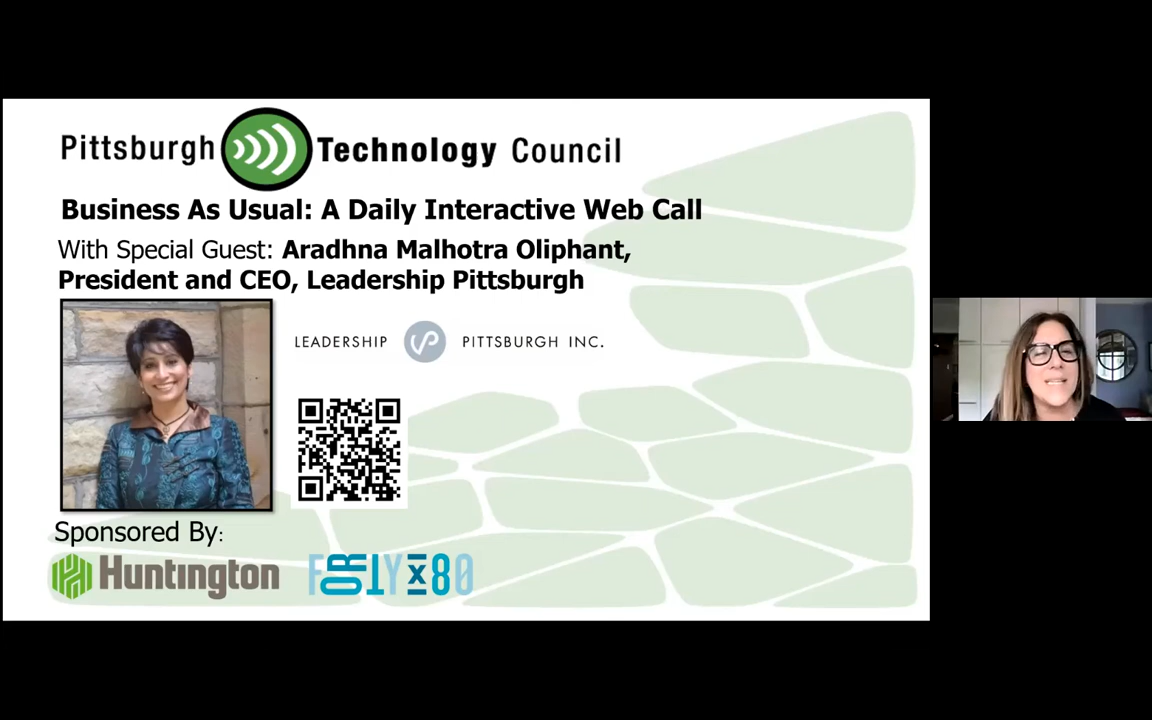 Pittsburgh Technology Council
Business As Usual: A Daily Interactive Web Call
With Special Guest: Aradhna Malhotra Oliphant,
President and CEO, Leadership Pittsburgh
LEADERSHIP PITTSBURGH INC.
Sponsored By:
Huntington FORTYX80